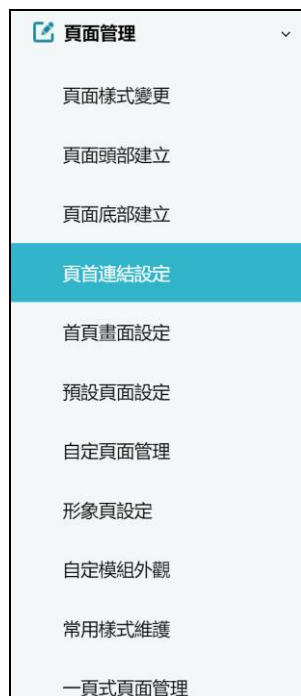 頁面管理
頁面樣式變更
頁面頭部建立
頁面底部建立
頁首連結設定
首頁畫面設定
預設頁面設定
自定頁面管理
形象頁設定
自定模組外觀
常用樣式維護
一頁式頁面管理